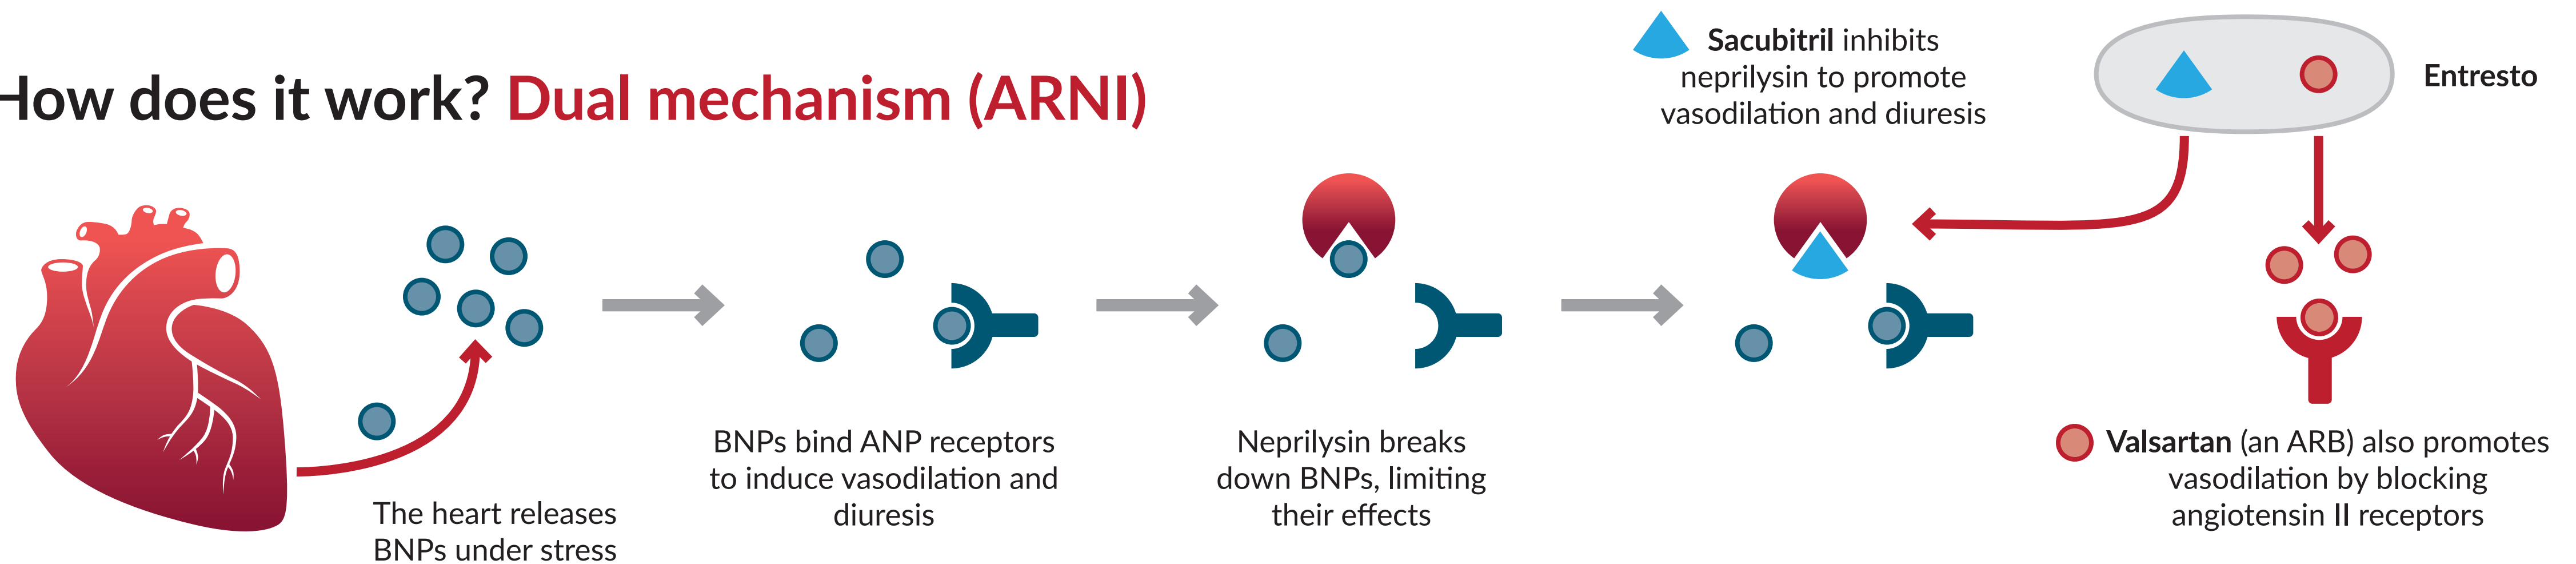 How does it work? Dual mechanism (ARNI)
The heart releases
BNPs under stress
BNPs bind ANP receptors
to induce vasodilation and
diuresis
Neprilysin breaks
down BNPs, limiting
their effects
Sacubitril inhibits
neprilysin to promote
vasodilation and diuresis
Entresto
Valsartan (an ARB) also promotes
vasodilation by blocking
angiotensin II receptors